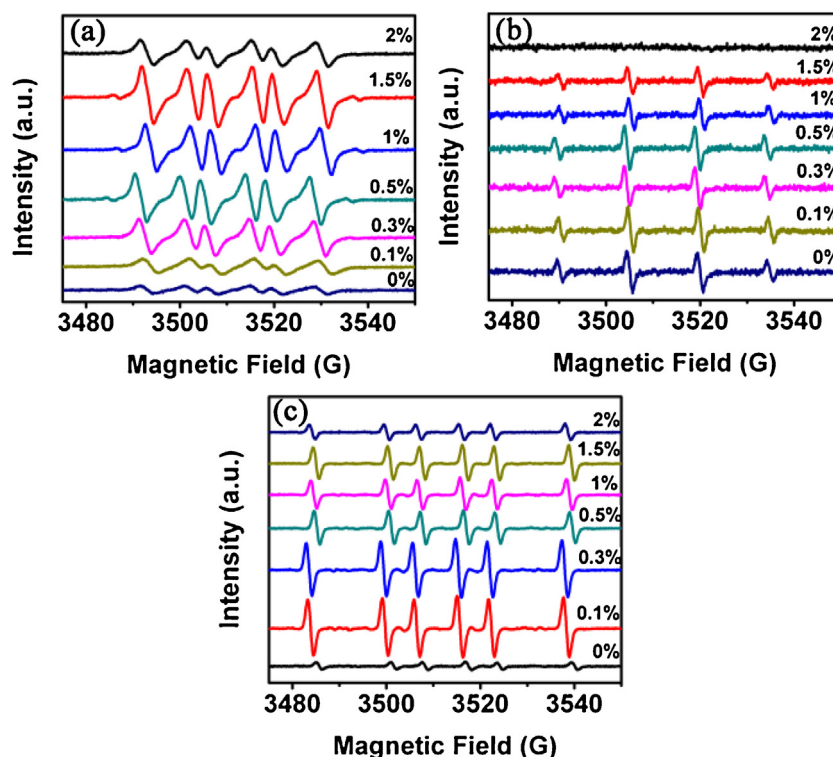 (a)
2%
1.5%
1%
0.5%
0.3%
0.1%
0%
Intensity (a.u.)
3480 3500 3520 3540
Magnetic Field (G)
(b)
2%
1.5%
1%
0.5%
0.3%
0.1%
0%
Intensity (a.u.)
3480 3500 3520 3540
Magnetic Field (G)
(c)
2%
1.5%
1%
0.5%
0.3%
0.1%
0%
Intensity (a.u.)
3480 3500 3520 3540
Magnetic Field (G)